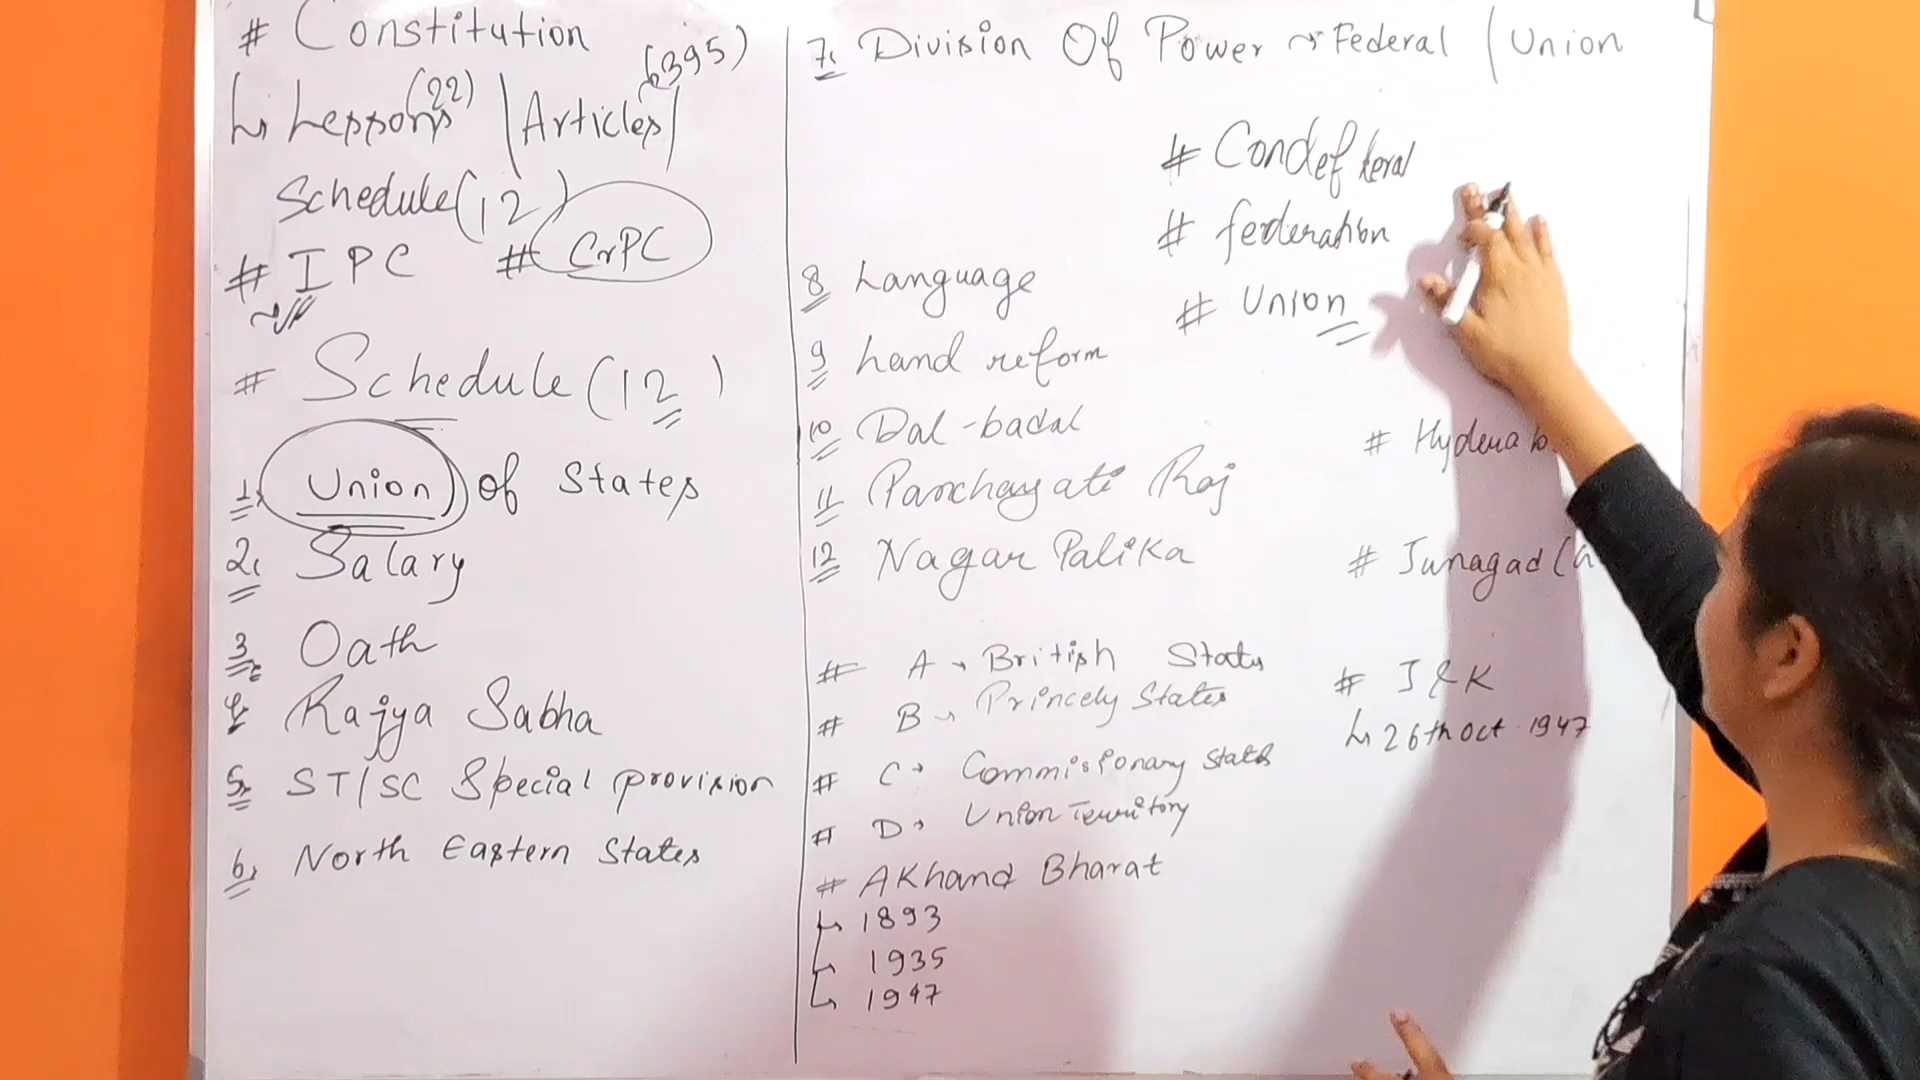 # Constitution
↳ Lessons (22) | Articles | (395)
Schedule (12)
# IPC # CrPC
# Schedule (12)
1. Union of States
2. Salary
3. Oath
4. Rajya Sabha
5. ST/SC Special provision
6. North Eastern States
7. Division Of Power → Federal / Union
# Condef deral
# federation
# Union
8 Language
9 Land reform
10 Dal-badal
11 Panchayati Raj
12 Nagar Palika
# A → British States
# B → Princely States
# C → Commissionary States
# D → Union Territory
# AKhand Bharat
↳ 1893
↳ 1935
↳ 1947
# Hydera
# Junagad (
# J & K
↳ 26th Oct 1947